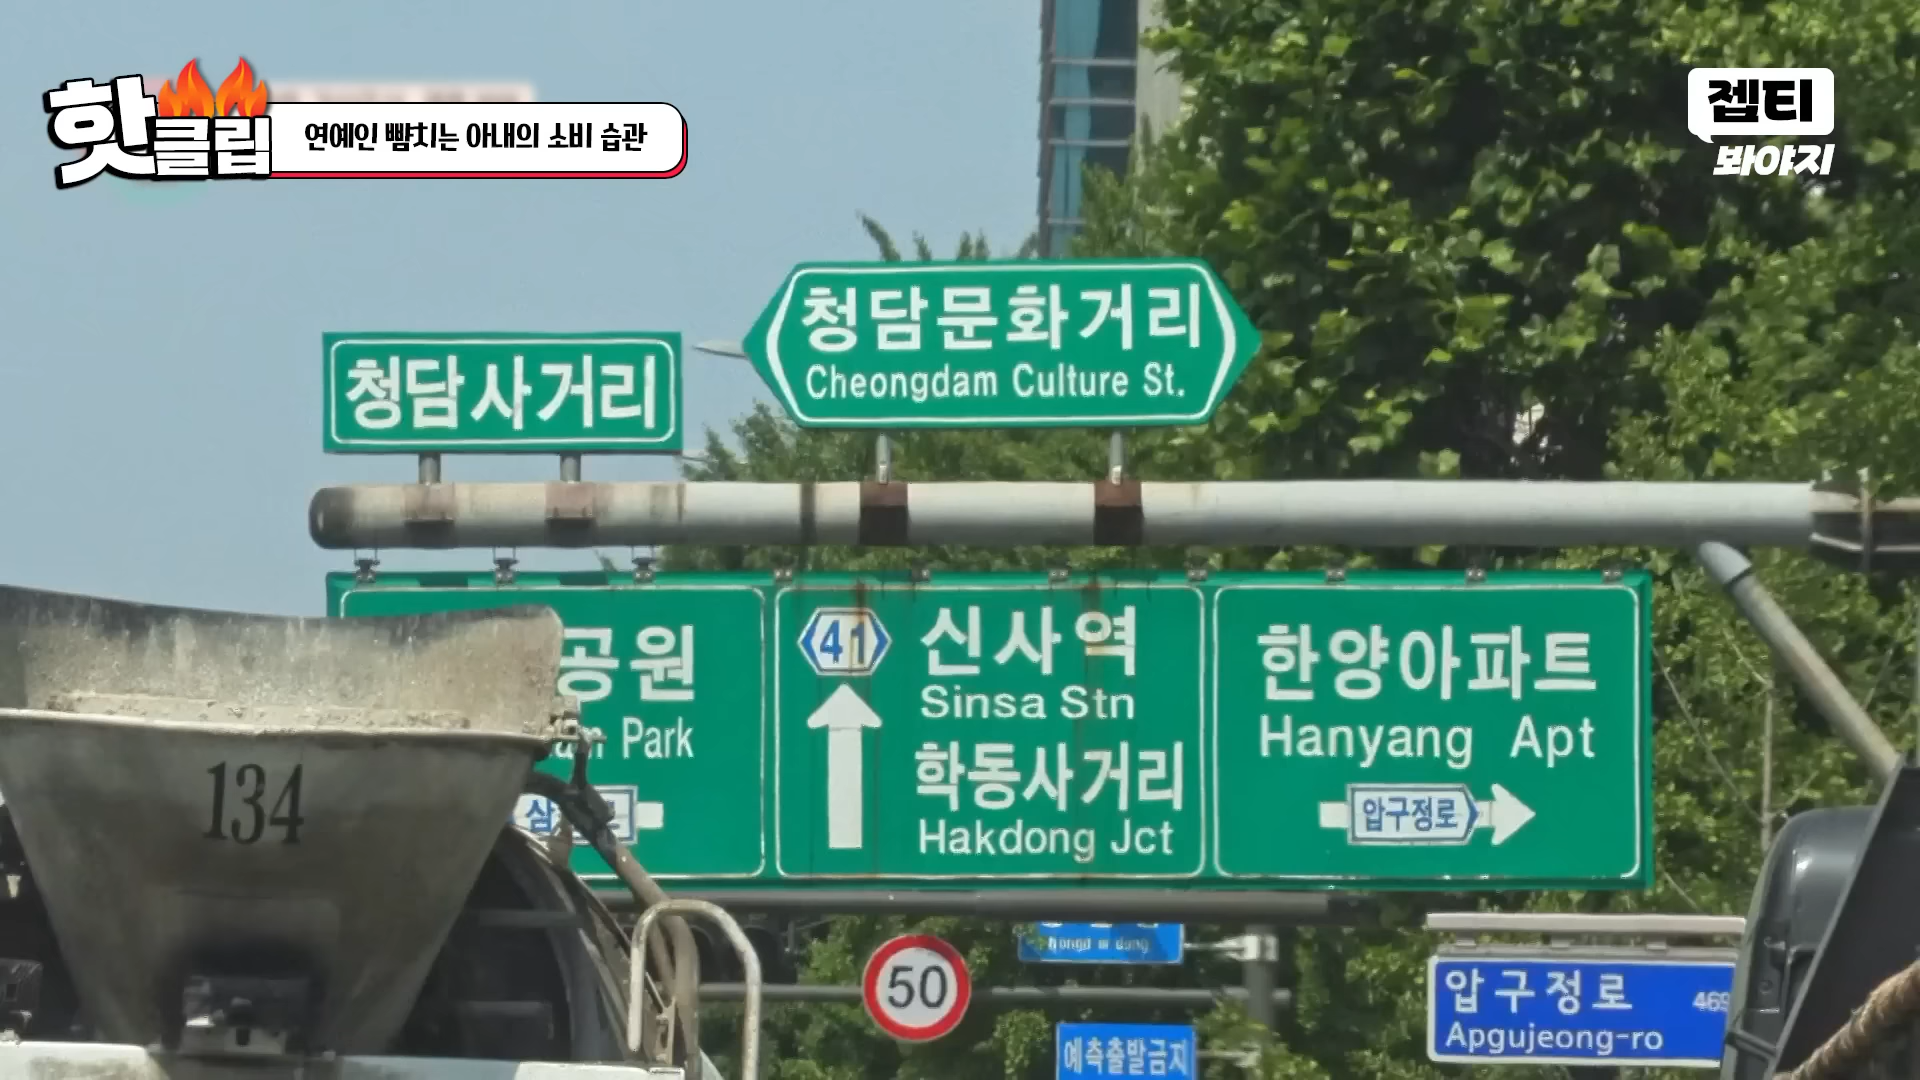 핫클립
연예인 뺨치는 아내의 소비 습관
젬티
봐야지
청담사거리
청담문화거리
Cheongdam Culture St.
공원
Park
41
신사역
Sinsa Stn
학동사거리
Hakdong Jct
한양아파트
Hanyang Apt
압구정로
134
50
예측출발금지
압구정로
Apgujeong-ro